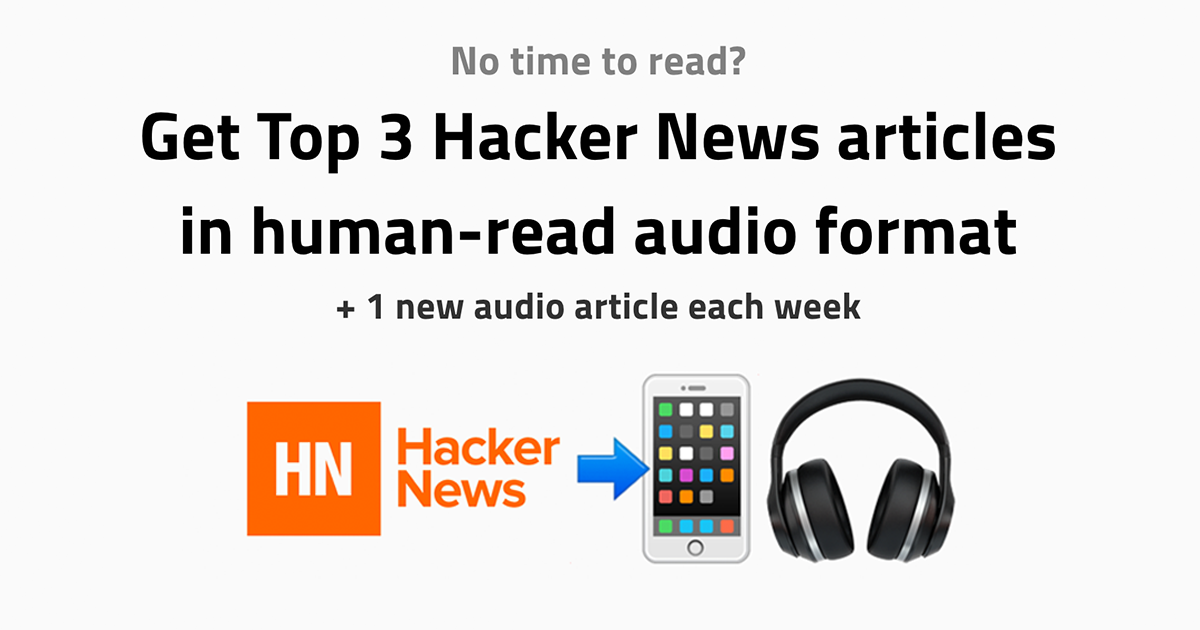 No time to read?
Get Top 3 Hacker News articles
in human-read audio format
+ 1 new audio article each week
HN
Hacker
News